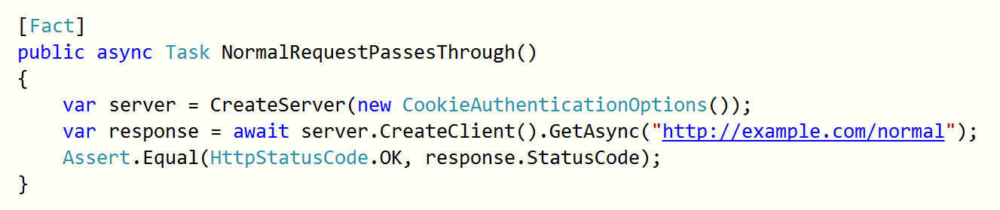 [Fact]
public async Task NormalRequestPassesThrough()
{
    var server = CreateServer(new CookieAuthenticationOptions());
    var response = await server.CreateClient().GetAsync("http://example.com/normal");
    Assert.Equal(HttpStatusCode.OK, response.StatusCode);
}